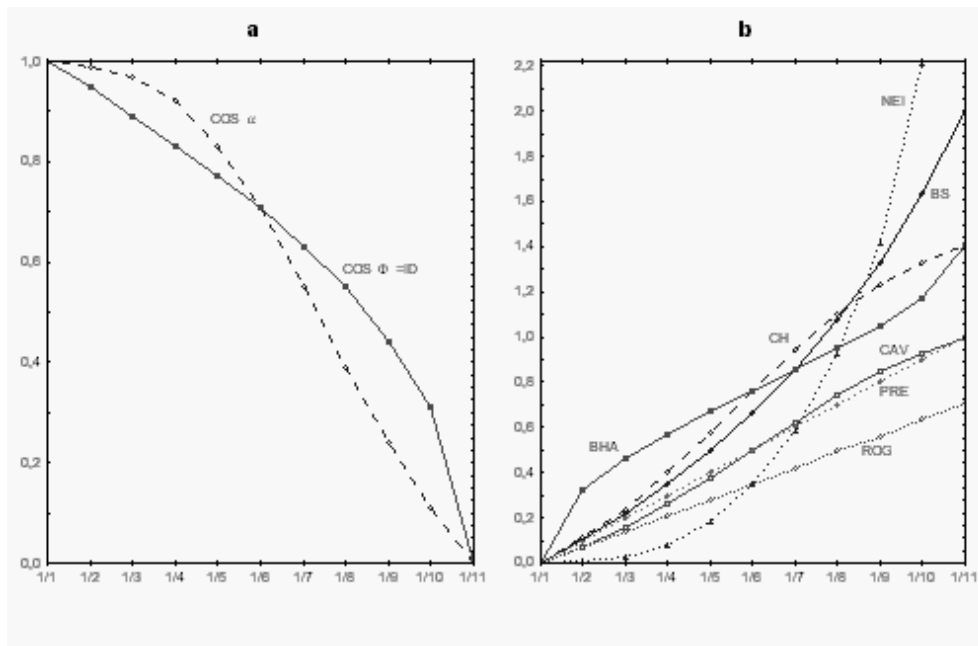 a
1,0
0,8
0,6
0,4
0,2
0,0
COS α
COS Φ =ID
1/1 1/2 1/3 1/4 1/5 1/6 1/7 1/8 1/9 1/10 1/11
b
2,2
2,0
1,8
1,6
1,4
1,2
1,0
0,8
0,6
0,4
0,2
0,0
NEI
BS
CH
CAV
PRE
BHA
ROG
1/1 1/2 1/3 1/4 1/5 1/6 1/7 1/8 1/9 1/10 1/11